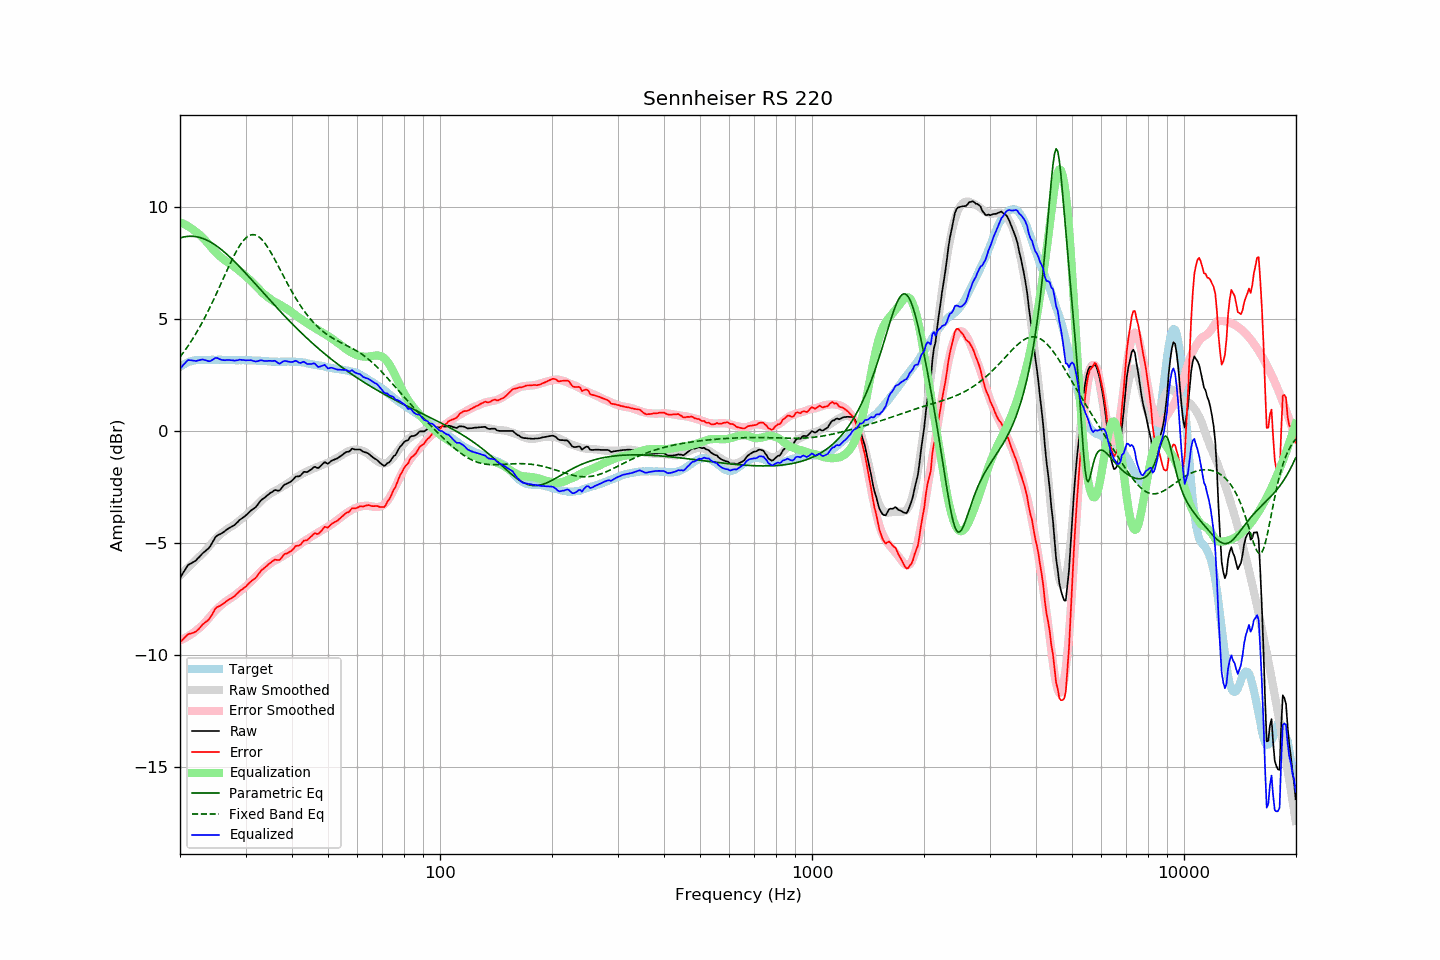 Sennheiser RS 220
Amplitude (dBr)
10
5
0
−5
−10
−15
Target
Raw Smoothed
Error Smoothed
Raw
Error
Equalization
Parametric Eq
Fixed Band Eq
Equalized
100
1000
10000
Frequency (Hz)